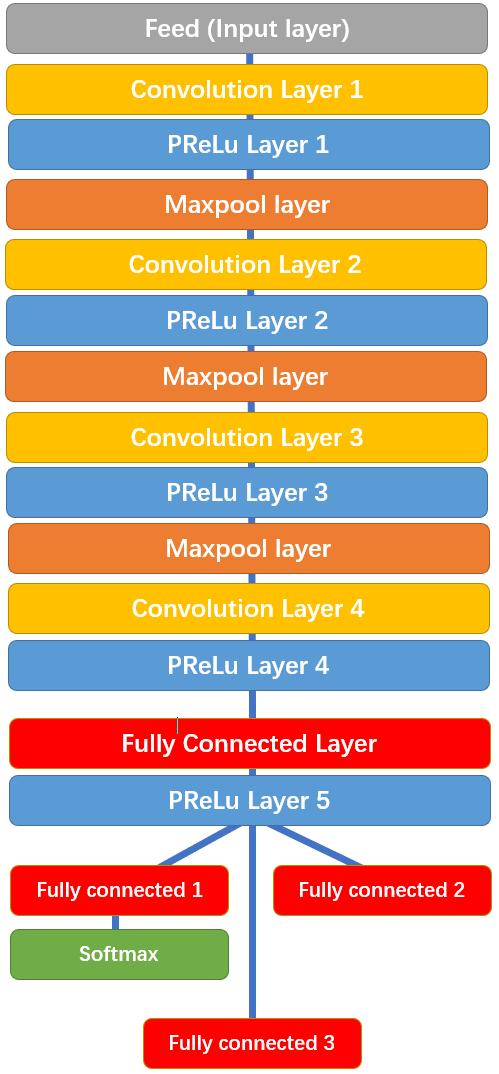 Feed (Input layer)
Convolution Layer 1
PReLu Layer 1
Maxpool layer
Convolution Layer 2
PReLu Layer 2
Maxpool layer
Convolution Layer 3
PReLu Layer 3
Maxpool layer
Convolution Layer 4
PReLu Layer 4
Fully Connected Layer
PReLu Layer 5
Fully connected 1
Fully connected 2
Softmax
Fully connected 3